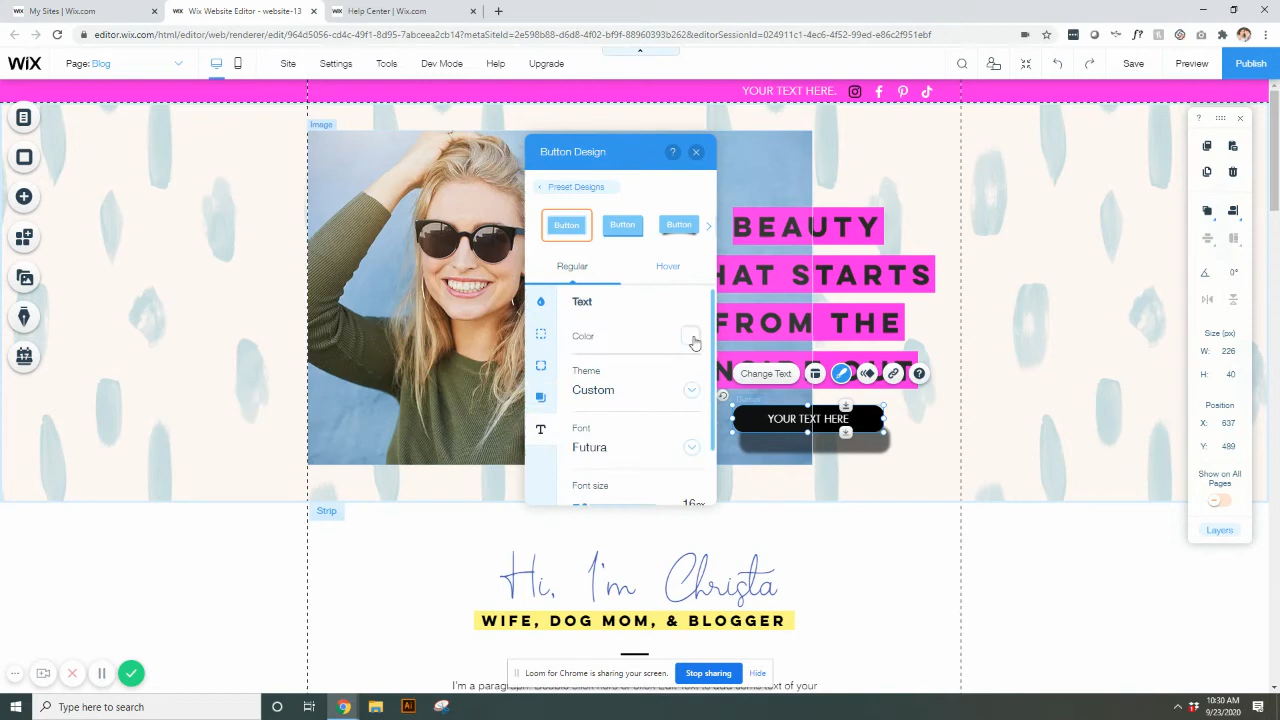 My Sites | Wix.com
Wix Website Editor - website-13
Help Center | Wix.com
editor.wix.com/html/editor/web/renderer/edit/964d5056-cd4c-49f1-8d95-7265bebebebb?metaSiteId=2e958b88-d6d8-4f02-bf9f-88960393b262&editorSessionId=024911c1-4ec6-4f52-99ed-ec6f2951ebf
WiX
Page: Blog
Site
Settings
Tools
Dev Mode
Help
Upgrade
Save
Preview
Publish
YOUR TEXT HERE.
Image
Button Design
?
Preset Designs
Button
Button
Button
Regular
Hover
Text
Color
Theme
Custom
Font
Futura
Font size
BEAUTY
HAT STARTS
FROM THE
Change Text
?
YOUR TEXT HERE
?
0°
Size (px)
W: 226
H: 40
Position
X: 637
Y: 489
Show on All
Pages
Layers
Strip
Hi, I'm Christa
WIFE, DOG MOM, & BLOGGER
Loom for Chrome is sharing your screen.
Stop sharing
Hide
Type here to search
10:30 AM
9/23/2020